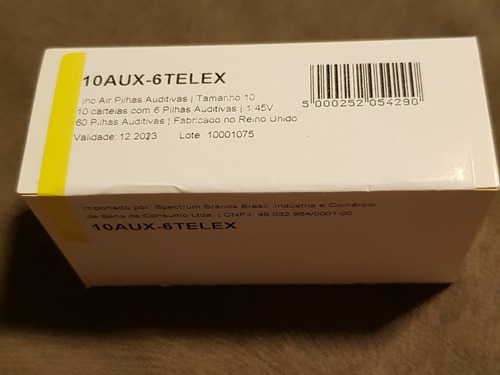 10AUX-6TELEX
inc Air Pilhas Auditivas | Tamanho 10
10 cartelas com 6 Pilhas Auditivas | 1.45V
60 Pilhas Auditivas | Fabricado no Reino Unido
Validade: 12.2023 Lote: 10001075
5 000252 054290
Importado por: Spectrum Brands Brasil, Indústria e Comércio
de Bens de Consumo Ltda. | CNPJ. 49.032.964/0001-00
10AUX-6TELEX